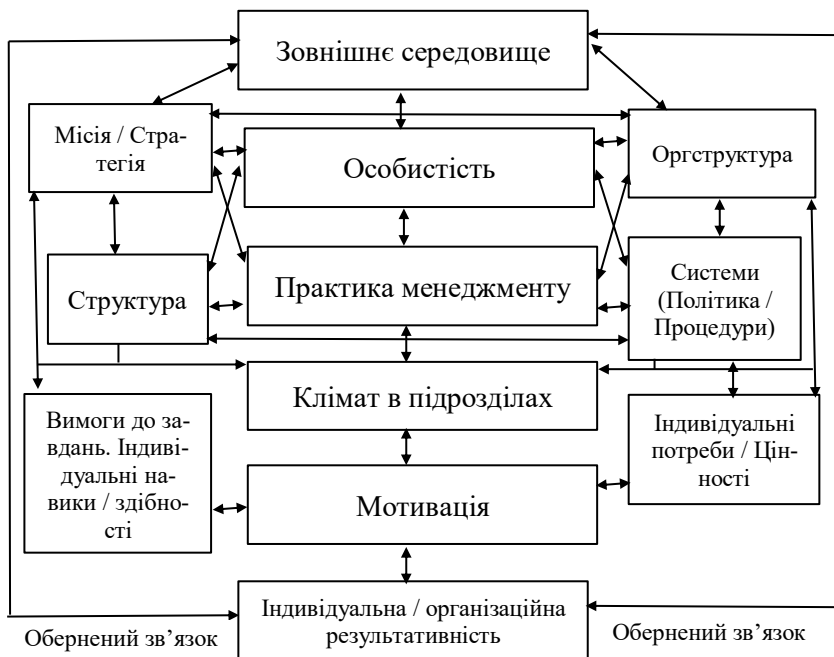 Зовнішнє середовище
Місія / Стра-
тегія
Особистість
Оргструктура
Структура
Практика менеджменту
Системи
(Політика /
Процедури)
Клімат в підрозділах
Вимоги до за-
вдань. Індиві-
дуальні на-
вики / здібно-
сті
Індивідуальні
потреби / Цін-
ності
Мотивація
Індивідуальна / організаційна
результативність
Обернений зв’язок
Обернений зв’язок